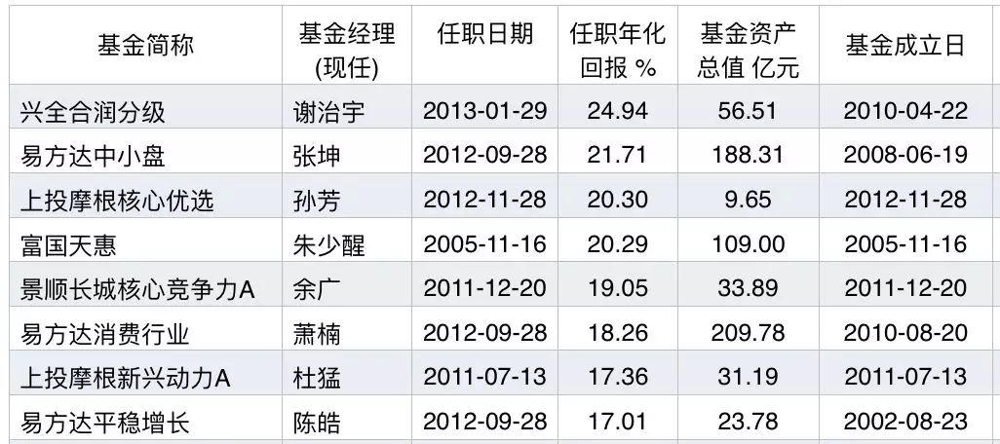 基金简称 基金经理(现任) 任职日期 任职年化回报 % 基金资产总值 亿元 基金成立日
兴全合润分级 谢治宇 2013-01-29 24.94 56.51 2010-04-22
易方达中小盘 张坤 2012-09-28 21.71 188.31 2008-06-19
上投摩根核心优选 孙芳 2012-11-28 20.30 9.65 2012-11-28
富国天惠 朱少醒 2005-11-16 20.29 109.00 2005-11-16
景顺长城核心竞争力A 余广 2011-12-20 19.05 33.89 2011-12-20
易方达消费行业 萧楠 2012-09-28 18.26 209.78 2010-08-20
上投摩根新兴动力A 杜猛 2011-07-13 17.36 31.19 2011-07-13
易方达平稳增长 陈皓 2012-09-28 17.01 23.78 2002-08-23